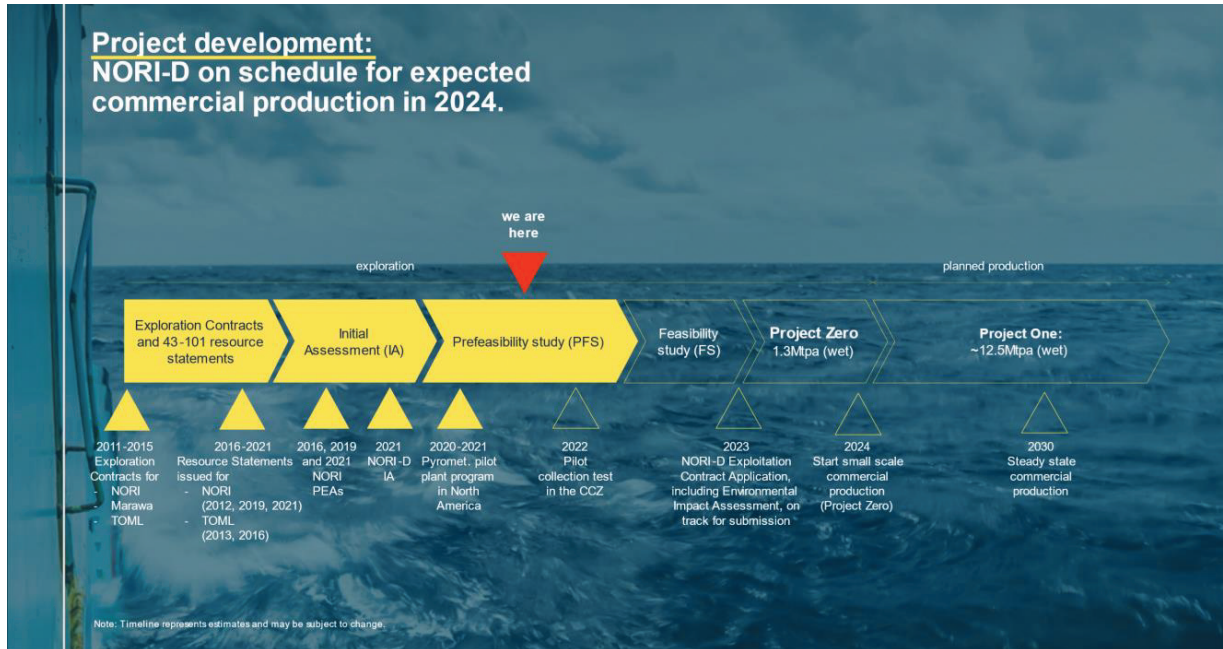 Project development:
NORI-D on schedule for expected
commercial production in 2024.
we are
here
exploration
planned production
Exploration Contracts
and 43-101 resource
statements
Initial
Assessment (IA)
Prefeasibility study (PFS)
Feasibility
study (FS)
Project Zero
1.3Mtpa (wet)
Project One:
~12.5Mtpa (wet)
2011-2015
Exploration
Contracts for
- NORI
- Marawa
- TOML
2016-2021
Resource Statements
issued for
- NORI
(2012, 2019, 2021)
- TOML
(2013, 2016)
2016, 2019
and 2021
NORI
PEAs
2021
NORI-D
IA
2020-2021
Pyromet. pilot
plant program
in North
America
2022
Pilot
collection test
in the CCZ
2023
NORI-D Exploitation
Contract Application,
including Environmental
Impact Assessment, on
track for submission
2024
Start small scale
commercial
production
(Project Zero)
2030
Steady state
commercial
production
Note: Timeline represents estimates and may be subject to change.